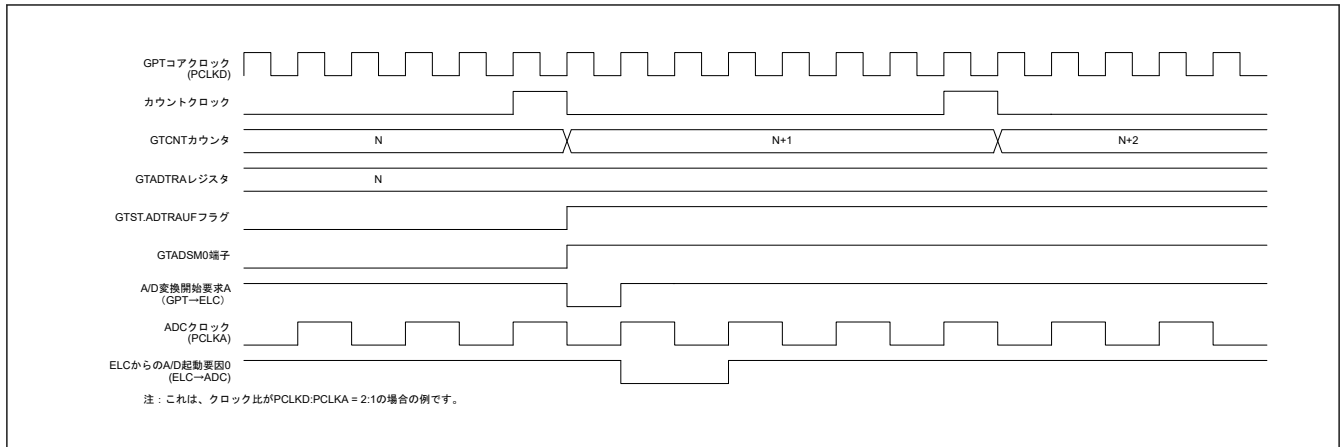 GPTコアクロック
(PCLKD)
カウントクロック
GTCNTカウンタ
N
N+1
N+2
GTADTRAレジスタ
N
GTST.ADTRAUFフラグ
GTADSM0端子
A/D変換開始要求A
（GPT→ELC）
ADCクロック
(PCLKA)
ELCからのA/D起動要因0
(ELC→ADC)
注：これは、クロック比がPCLKD:PCLKA = 2:1の場合の例です。